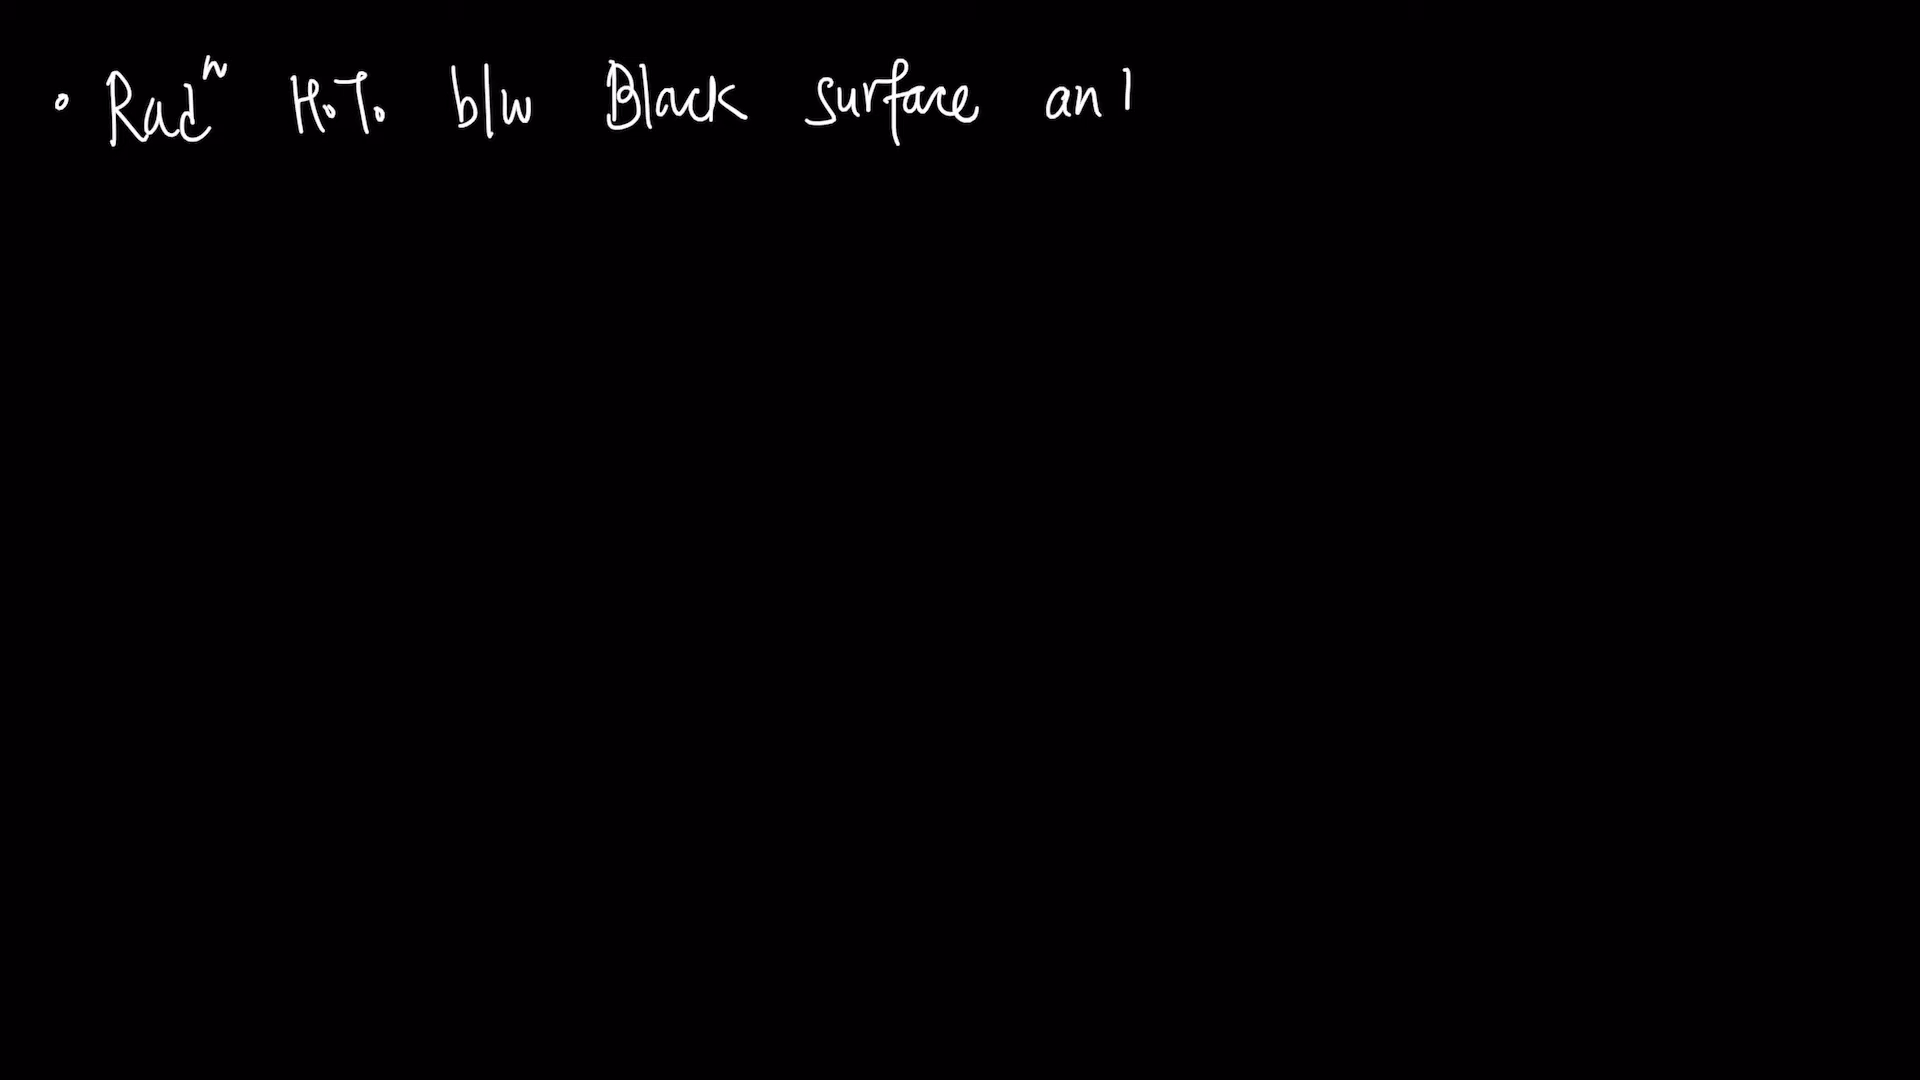 • Radⁿ H.T. b/w Black surface an